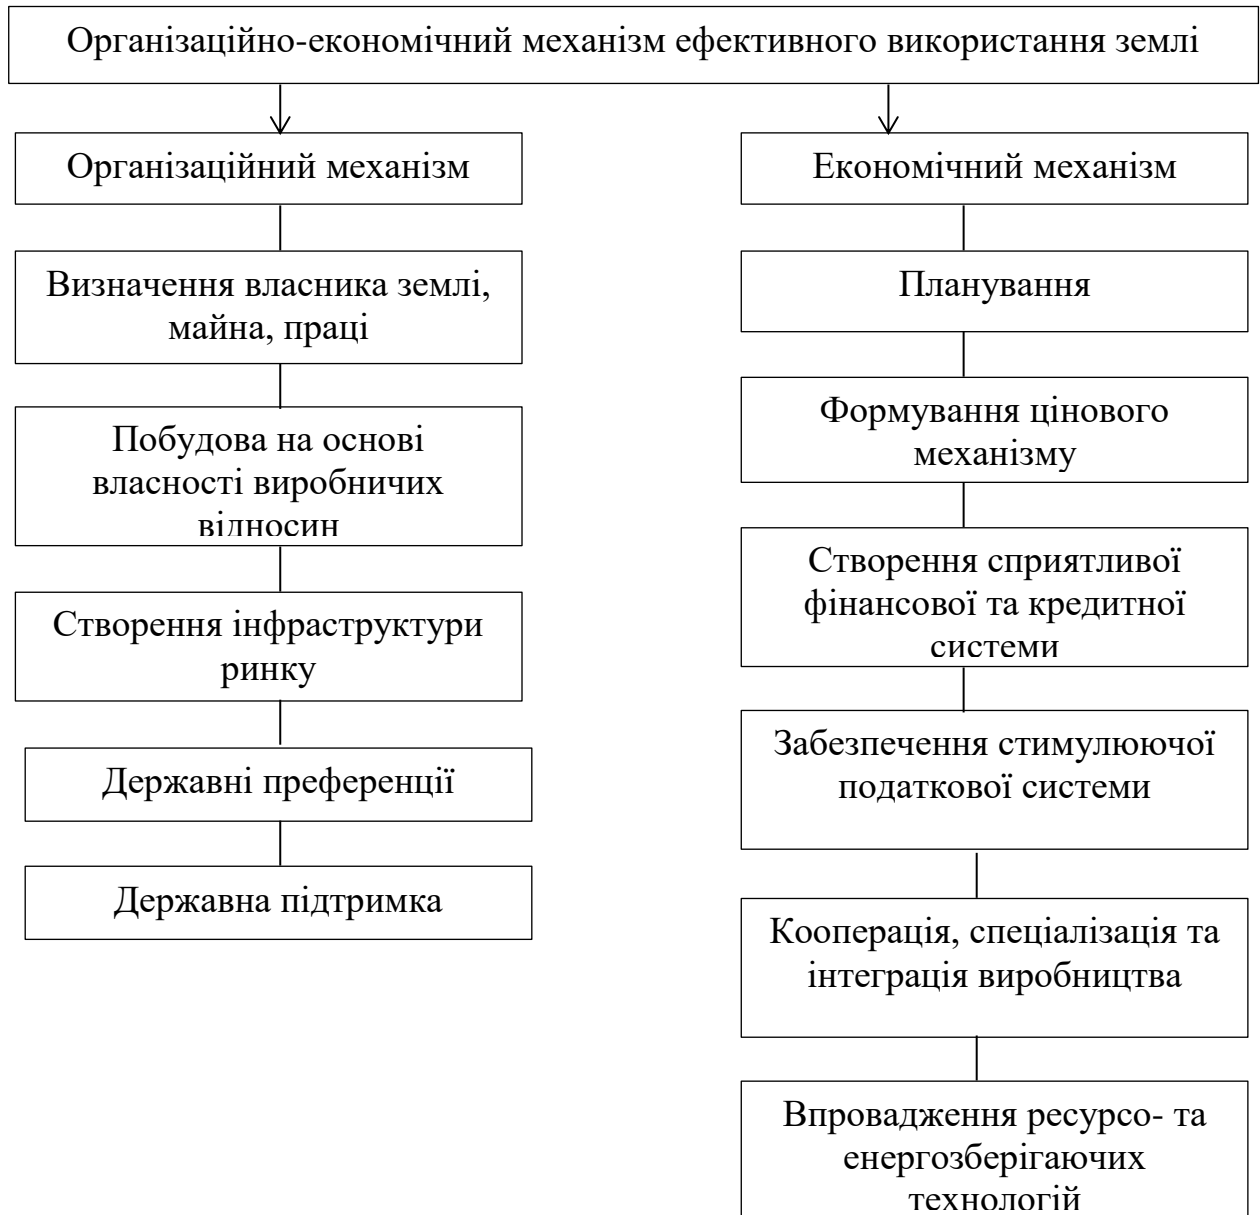 Організаційно-економічний механізм ефективного використання землі
Організаційний механізм
Визначення власника землі,
майна, праці
Побудова на основі
власності виробничих
відносин
Створення інфраструктури
ринку
Державні преференції
Державна підтримка
Економічний механізм
Планування
Формування цінового
механізму
Створення сприятливої
фінансової та кредитної
системи
Забезпечення стимулюючої
податкової системи
Кооперація, спеціалізація та
інтеграція виробництва
Впровадження ресурсо- та
енергозберігаючих
технологій